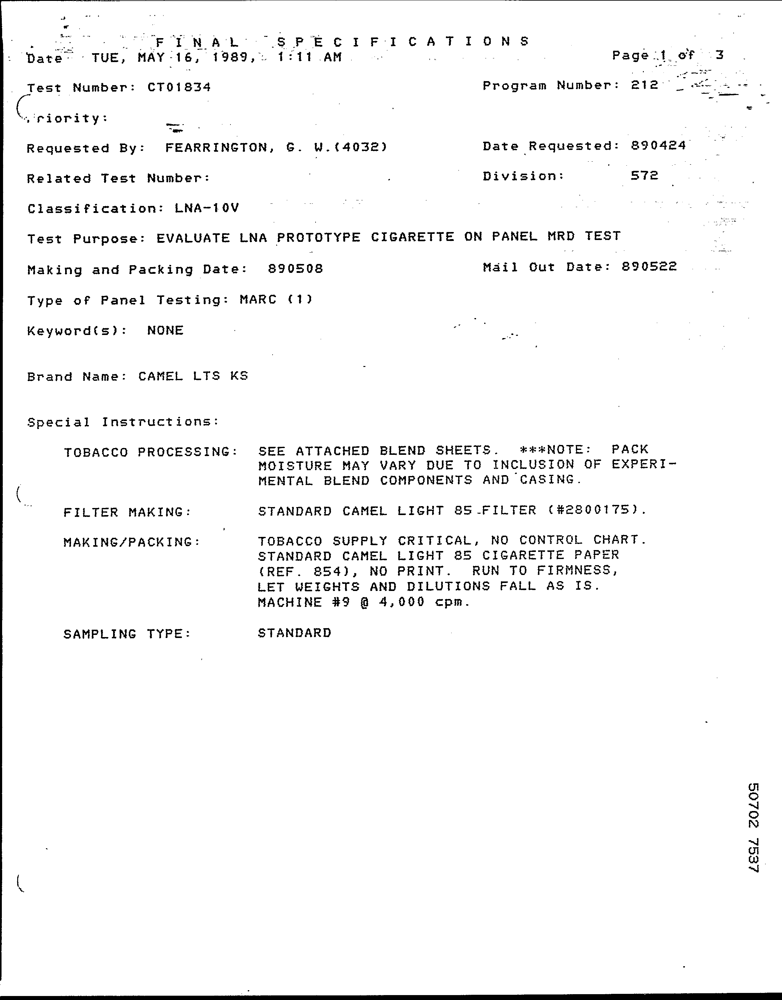 F I N A L   S P E C I F I C A T I O N S
Date TUE, MAY 16, 1989, 1:11 AM   Page 1 of 3
Test Number: CT01834   Program Number: 212
riority:
Requested By: FEARRINGTON, G. W.(4032)   Date Requested: 890424
Related Test Number:   Division: 572
Classification: LNA-10V
Test Purpose: EVALUATE LNA PROTOTYPE CIGARETTE ON PANEL MRD TEST
Making and Packing Date: 890508   Mail Out Date: 890522
Type of Panel Testing: MARC (1)
Keyword(s): NONE
Brand Name: CAMEL LTS KS
Special Instructions:
TOBACCO PROCESSING: SEE ATTACHED BLEND SHEETS. ***NOTE: PACK
MOISTURE MAY VARY DUE TO INCLUSION OF EXPERI-
MENTAL BLEND COMPONENTS AND CASING.
FILTER MAKING: STANDARD CAMEL LIGHT 85 FILTER (#2800175).
MAKING/PACKING: TOBACCO SUPPLY CRITICAL, NO CONTROL CHART.
STANDARD CAMEL LIGHT 85 CIGARETTE PAPER
(REF. 854), NO PRINT. RUN TO FIRMNESS,
LET WEIGHTS AND DILUTIONS FALL AS IS.
MACHINE #9 @ 4,000 cpm.
SAMPLING TYPE: STANDARD
50702 7537